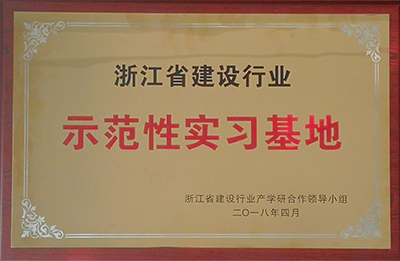 浙江省建设行业
示范性实习基地
浙江省建设行业产学研合作领导小组
二〇一八年四月